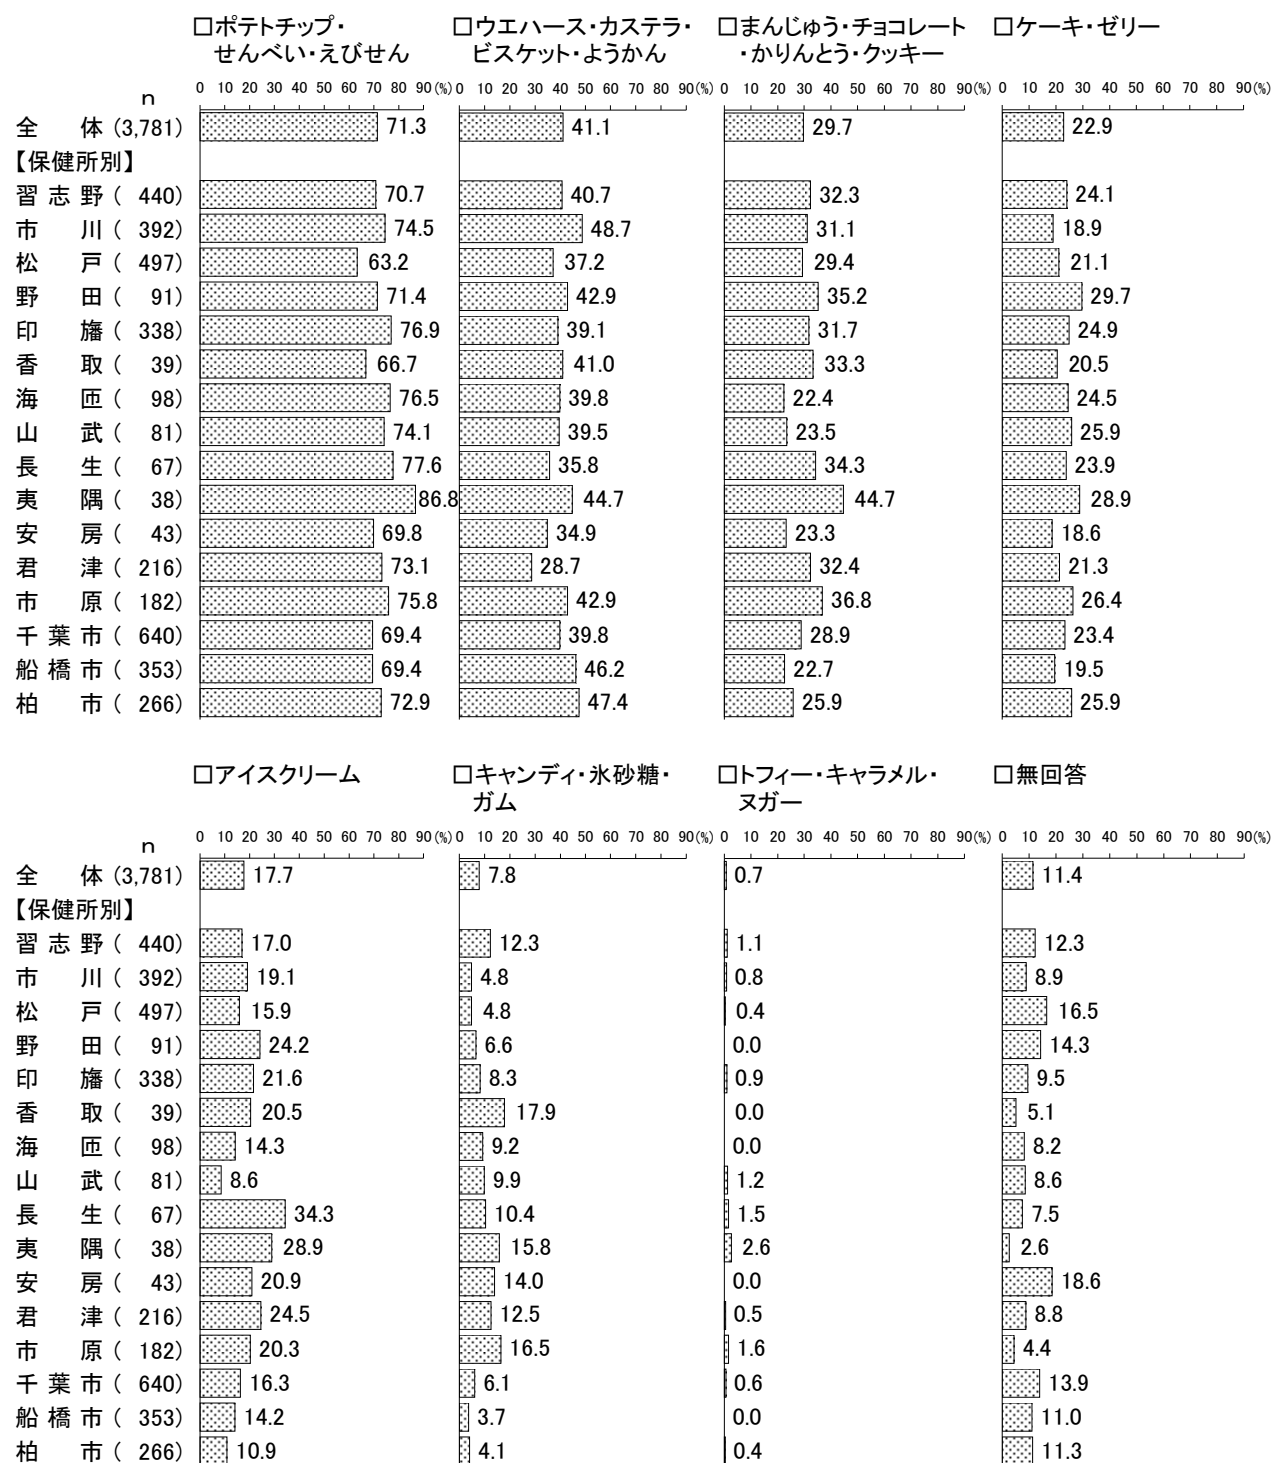 □ポテトチップ・せんべい・えびせん
□ウエハース・カステラ・ビスケット・ようかん
□まんじゅう・チョコレート・かりんとう・クッキー
□ケーキ・ゼリー
n 0 10 20 30 40 50 60 70 80 90(%) 0 10 20 30 40 50 60 70 80 90(%) 0 10 20 30 40 50 60 70 80 90(%) 0 10 20 30 40 50 60 70 80 90(%)
全体(3,781) 71.3 41.1 29.7 22.9
【保健所別】
習志野( 440) 70.7 40.7 32.3 24.1
市川( 392) 74.5 48.7 31.1 18.9
松戸( 497) 63.2 37.2 29.4 21.1
野田( 91) 71.4 42.9 35.2 29.7
印旛( 338) 76.9 39.1 31.7 24.9
香取( 39) 66.7 41.0 33.3 20.5
海匝( 98) 76.5 39.8 22.4 24.5
山武( 81) 74.1 39.5 23.5 25.9
長生( 67) 77.6 35.8 34.3 23.9
夷隅( 38) 86.8 44.7 44.7 28.9
安房( 43) 69.8 34.9 23.3 18.6
君津( 216) 73.1 28.7 32.4 21.3
市原( 182) 75.8 42.9 36.8 26.4
千葉市( 640) 69.4 39.8 28.9 23.4
船橋市( 353) 69.4 46.2 22.7 19.5
柏市( 266) 72.9 47.4 25.9 25.9
□アイスクリーム
□キャンディ・氷砂糖・ガム
□トフィー・キャラメル・ヌガー
□無回答
n 0 10 20 30 40 50 60 70 80 90(%) 0 10 20 30 40 50 60 70 80 90(%) 0 10 20 30 40 50 60 70 80 90(%) 0 10 20 30 40 50 60 70 80 90(%)
全体(3,781) 17.7 7.8 0.7 11.4
【保健所別】
習志野( 440) 17.0 12.3 1.1 12.3
市川( 392) 19.1 4.8 0.8 8.9
松戸( 497) 15.9 4.8 0.4 16.5
野田( 91) 24.2 6.6 0.0 14.3
印旛( 338) 21.6 8.3 0.9 9.5
香取( 39) 20.5 17.9 0.0 5.1
海匝( 98) 14.3 9.2 0.0 8.2
山武( 81) 8.6 9.9 1.2 8.6
長生( 67) 34.3 10.4 1.5 7.5
夷隅( 38) 28.9 15.8 2.6 2.6
安房( 43) 20.9 14.0 0.0 18.6
君津( 216) 24.5 12.5 0.5 8.8
市原( 182) 20.3 16.5 1.6 4.4
千葉市( 640) 16.3 6.1 0.6 13.9
船橋市( 353) 14.2 3.7 0.0 11.0
柏市( 266) 10.9 4.1 0.4 11.3